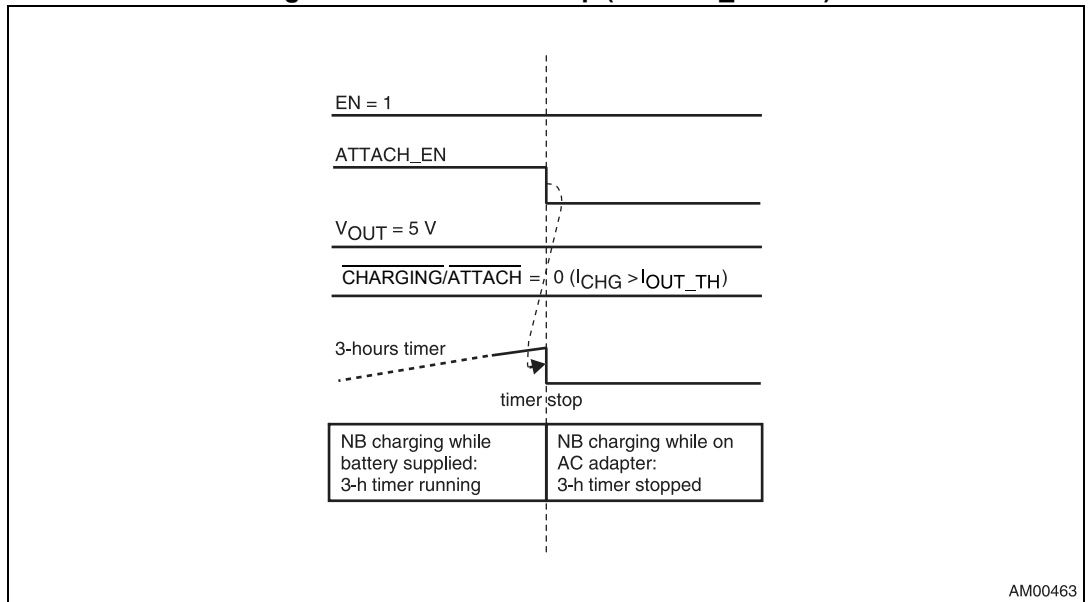 EN = 1
ATTACH_EN
VOUT = 5 V
CHARGING/ATTACH = 0 (ICHG >IOUT_TH)
3-hours timer
timer stop
NB charging while
battery supplied:
3-h timer running
NB charging while on
AC adapter:
3-h timer stopped
AM00463